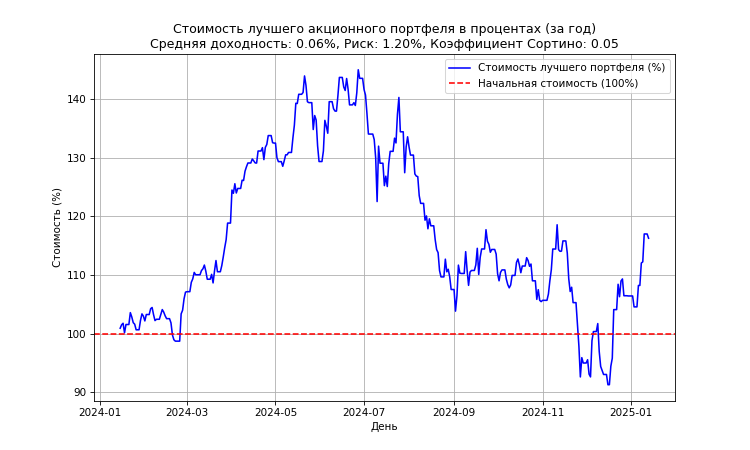 Стоимость лучшего акционного портфеля в процентах (за год)
Средняя доходность: 0.06%, Риск: 1.20%, Коэффициент Сортино: 0.05
Стоимость лучшего портфеля (%)
Начальная стоимость (100%)
Стоимость (%)
140
130
120
110
100
90
2024-01
2024-03
2024-05
2024-07
2024-09
2024-11
2025-01
День